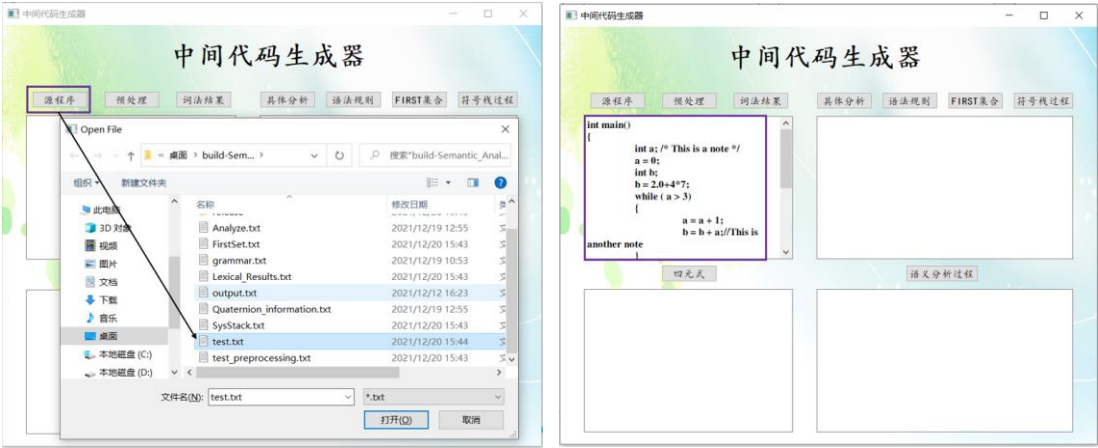 中间代码生成器
中间代码生成器
源程序 预处理 词法结果 具体分析 语法规则 FIRST集合 符号栈过程
Open File
桌面 > build-Sem... >
搜索"build-Semantic_Anal...
组织 新建文件夹
此电脑
3D 对象
视频
图片
文档
下载
音乐
桌面
本地磁盘 (C:)
本地磁盘 (D:)
名称 修改日期
Analyze.txt 2021/12/19 12:55
FirstSet.txt 2021/12/20 15:43
grammar.txt 2021/12/19 10:53
Lexical_Results.txt 2021/12/20 15:43
output.txt 2021/12/12 16:23
Quaternion_information.txt 2021/12/19 12:55
SysStack.txt 2021/12/20 15:43
test.txt 2021/12/20 15:44
test_preprocessing.txt 2021/12/20 15:43
文件名(N): test.txt *.txt
打开(O) 取消
中间代码生成器
中间代码生成器
源程序 预处理 词法结果 具体分析 语法规则 FIRST集合 符号栈过程
int main()
{
int a; /* This is a note */
a = 0;
int b;
b = 2.0+4*7;
while ( a > 3)
{
a = a + 1;
b = b + a;//This is
another note
四元式 语义分析过程